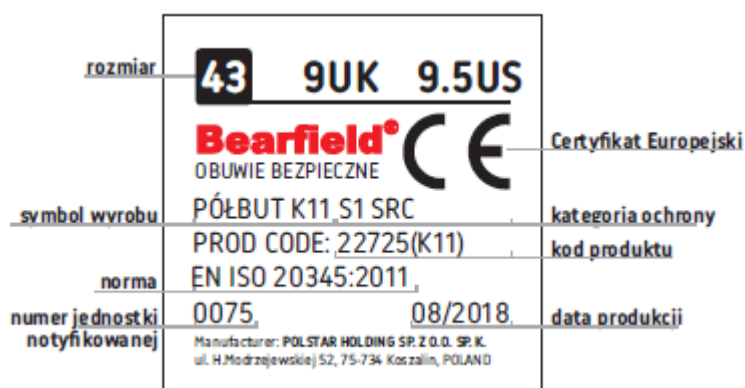 rozmiar
43 9UK 9.5US
Bearfield®
CE
Certyfikat Europejski
OBUWIE BEZPIECZNE
symbol wyrobu
PÓŁBUT K11 S1 SRC
kategoria ochrony
PROD CODE: 22725(K11)
kod produktu
norma
EN ISO 20345:2011
numer jednostki
notyfikowanej
0075 08/2018
data produkcji
Manufacturer: POLSTAR HOLDING SP. Z O.O. SP. K.
ul. H.Modrzejewskiej 52, 75-734 Koszalin, POLAND